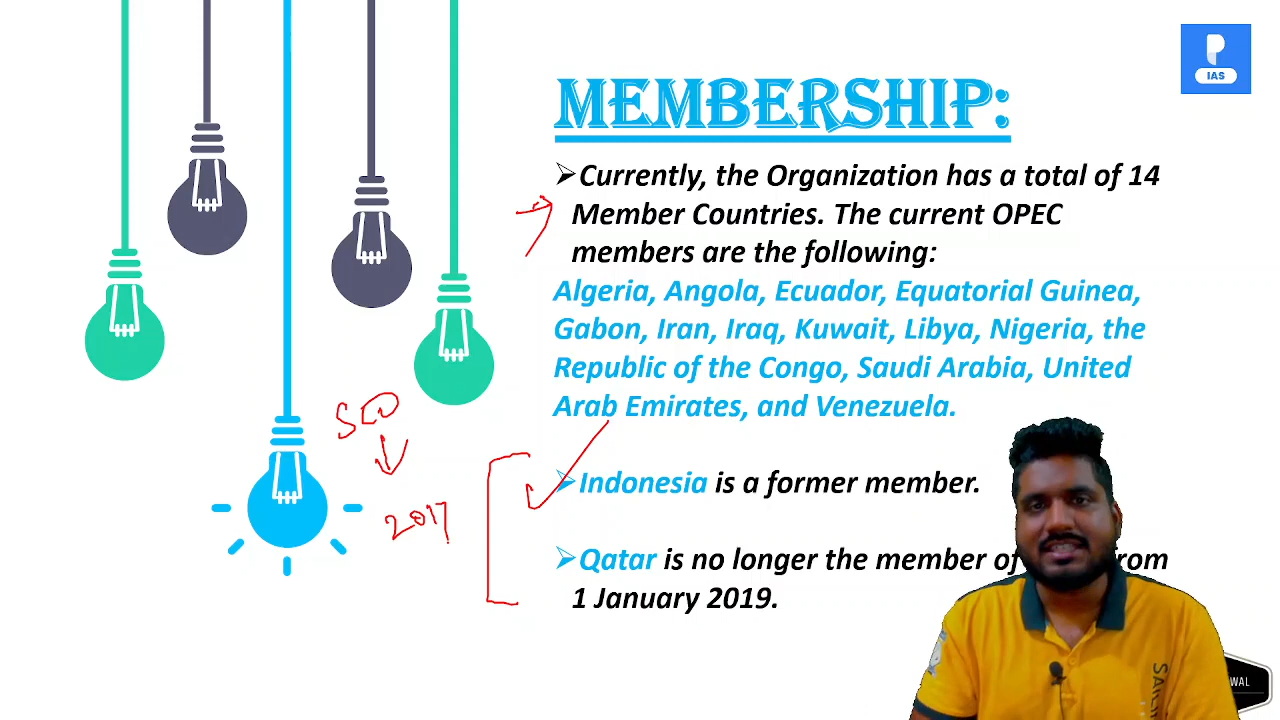 P
IAS
MEMBERSHIP:
Currently, the Organization has a total of 14
Member Countries. The current OPEC
members are the following:
Algeria, Angola, Ecuador, Equatorial Guinea,
Gabon, Iran, Iraq, Kuwait, Libya, Nigeria, the
Republic of the Congo, Saudi Arabia, United
Arab Emirates, and Venezuela.
SCO
2017
Indonesia is a former member.
Qatar is no longer the member of
1 January 2019.
WAL